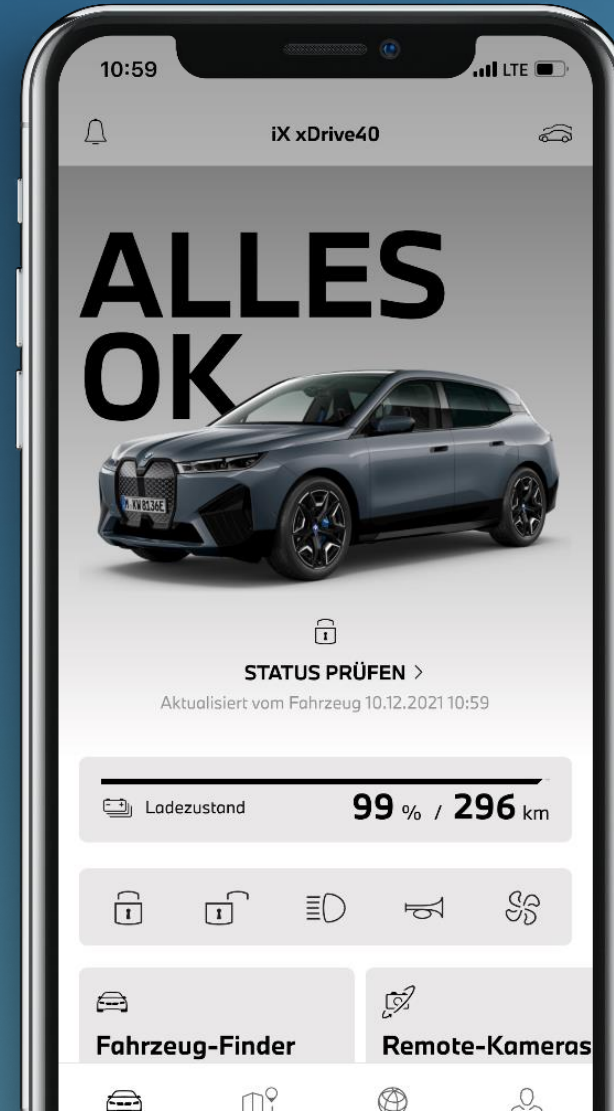 10:59
LTE
iX xDrive40
ALLES
OK
M·KW 8136E
STATUS PRÜFEN >
Aktualisiert vom Fahrzeug 10.12.2021 10:59
Ladezustand 99 % / 296 km
Fahrzeug-Finder Remote-Kameras